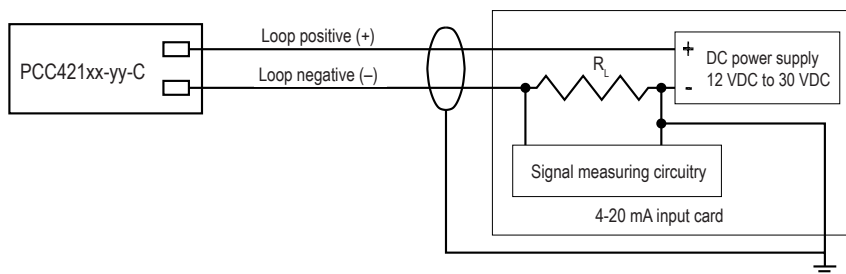 Loop positive (+)
PCC421xx-yy-C
Loop negative (–)
R_L
+
-
DC power supply
12 VDC to 30 VDC
Signal measuring circuitry
4-20 mA input card